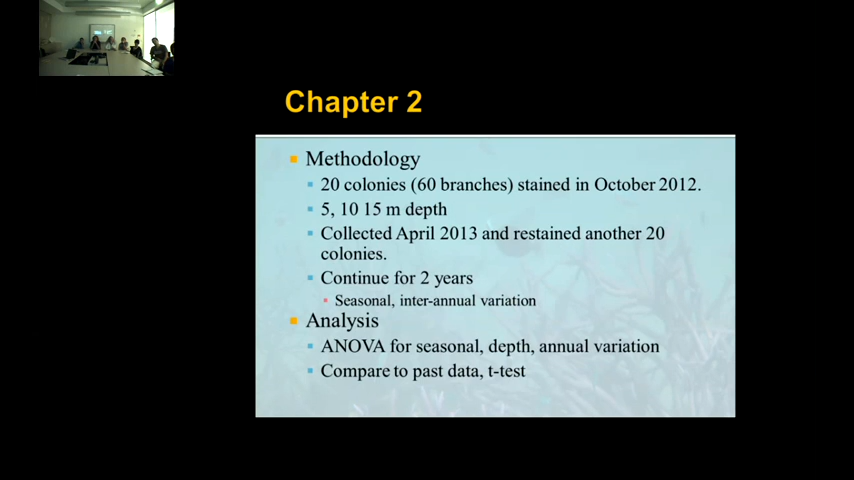 Chapter 2
Methodology
20 colonies (60 branches) stained in October 2012.
5, 10 15 m depth
Collected April 2013 and restained another 20
colonies.
Continue for 2 years
Seasonal, inter-annual variation
Analysis
ANOVA for seasonal, depth, annual variation
Compare to past data, t-test